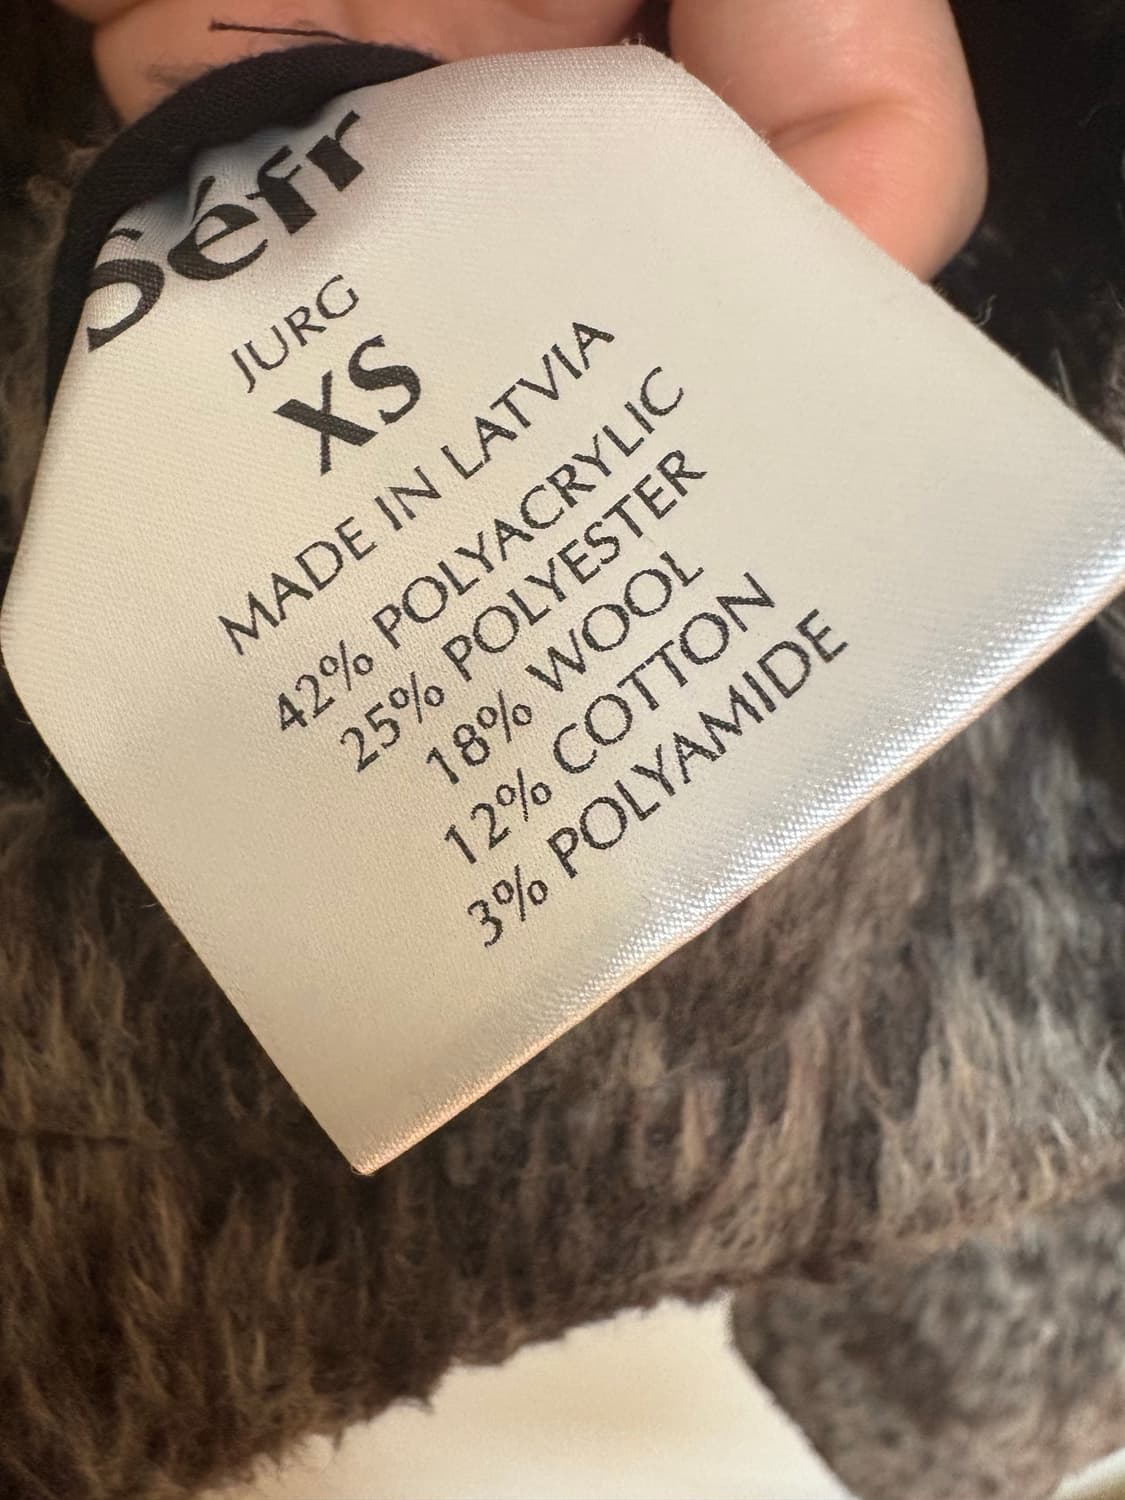 Séfr
JURG
XS
MADE IN LATVIA
42% POLYACRYLIC
25% POLYESTER
18% WOOL
12% COTTON
3% POLYAMIDE